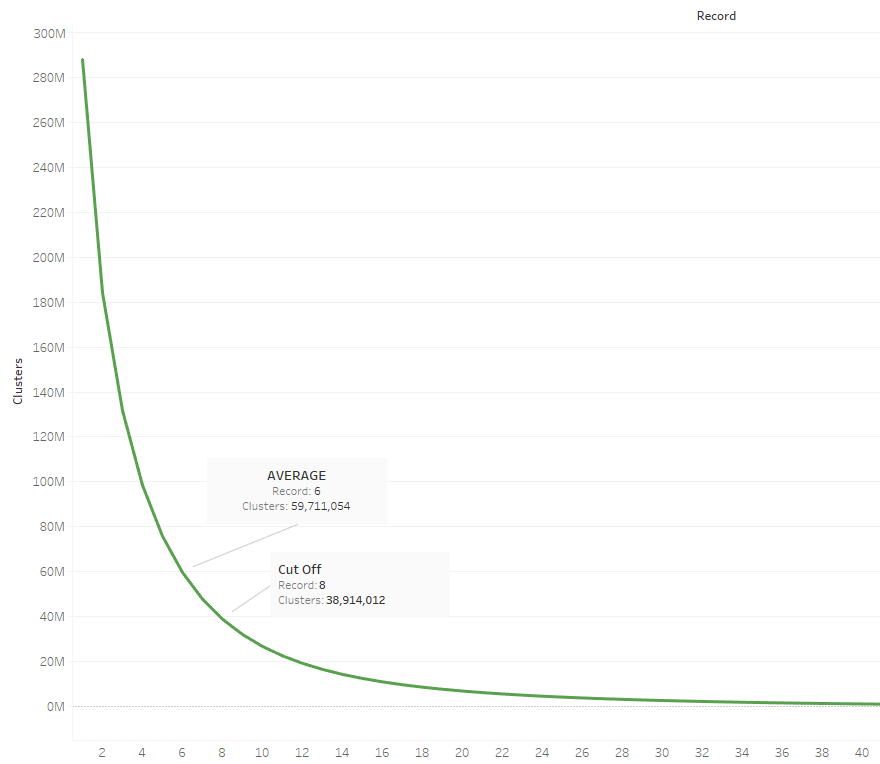 Record
300M
280M
260M
240M
220M
200M
180M
160M
140M
120M
100M
80M
60M
40M
20M
0M
Clusters
AVERAGE
Record: 6
Clusters: 59,711,054
Cut Off
Record: 8
Clusters: 38,914,012
2 4 6 8 10 12 14 16 18 20 22 24 26 28 30 32 34 36 38 40